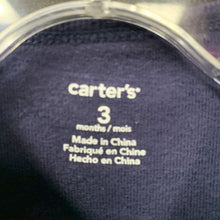 carter's®
3
months / mois
Made in China
Fabriqué en Chine
Hecho en China